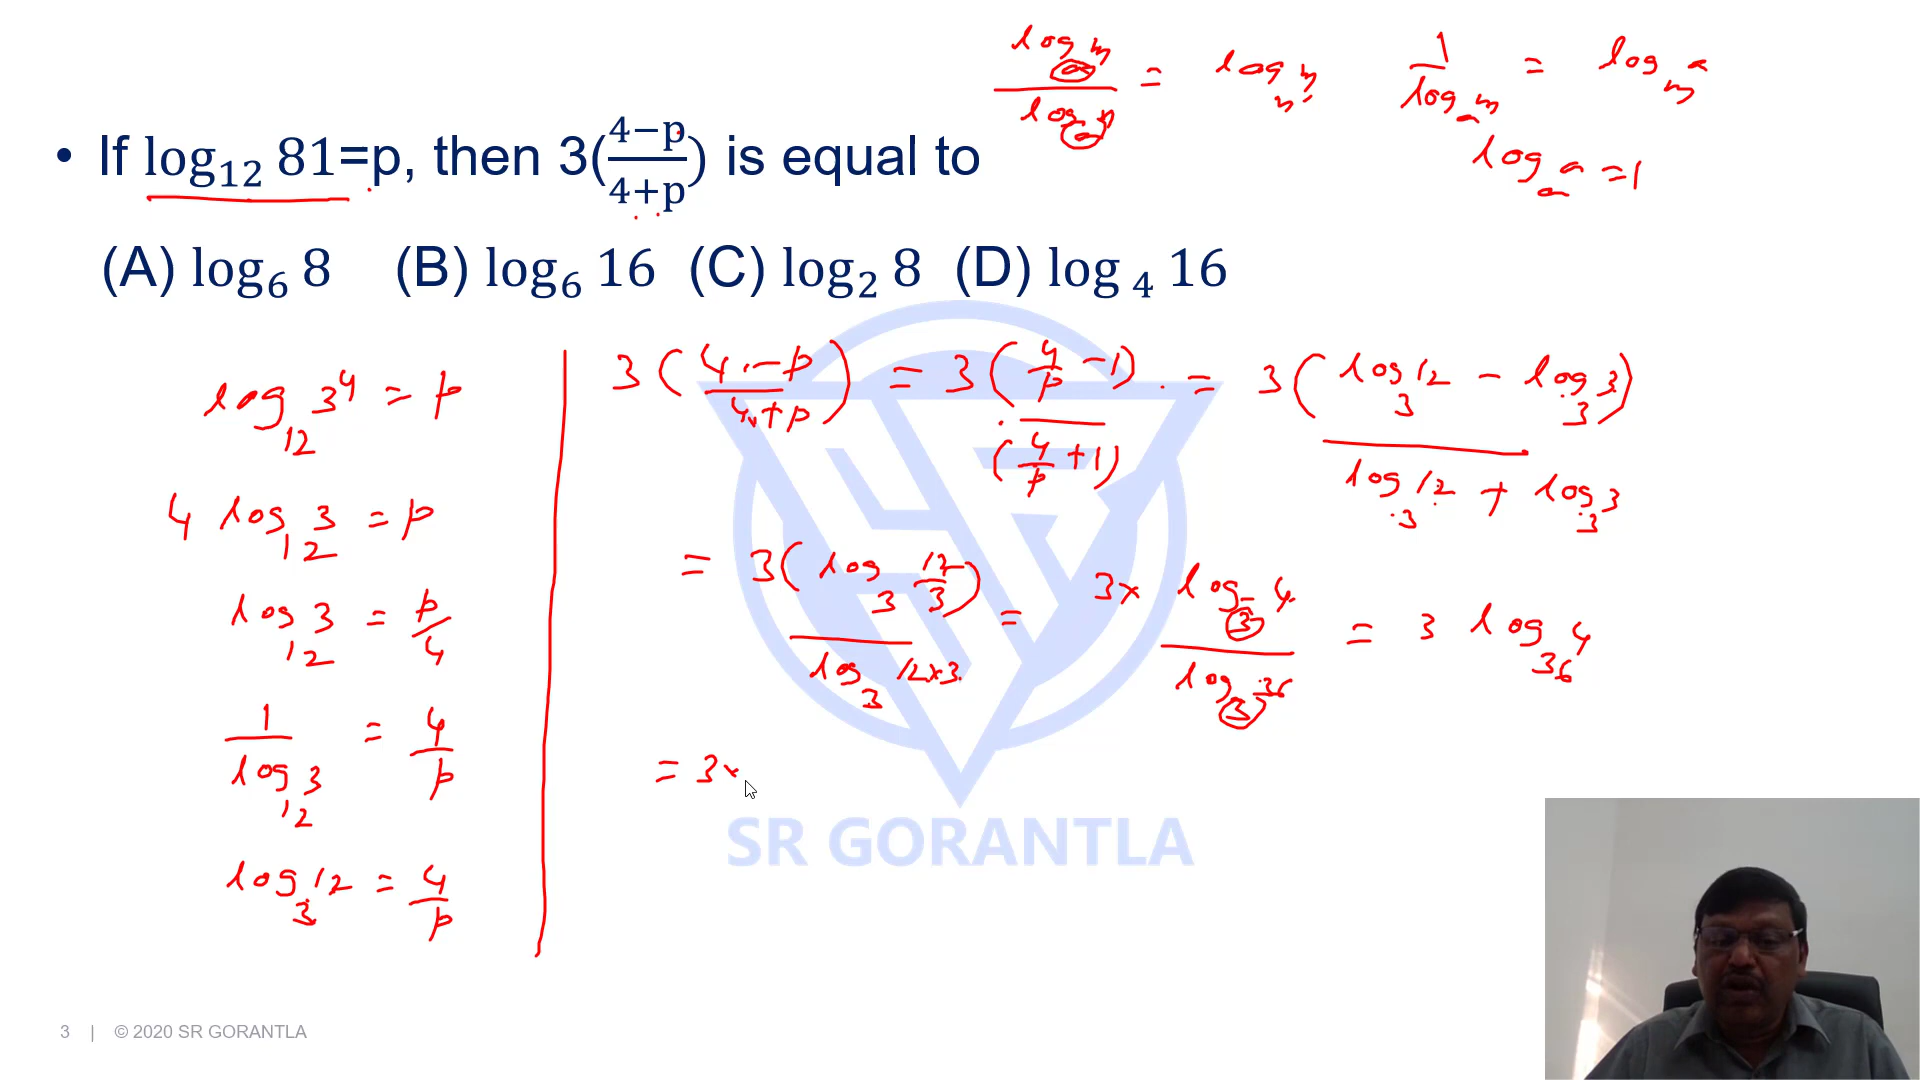 log_a m / log_a n = log_n m    1 / log_a m = log_m a
log_a a = 1
• If log₁₂ 81=p, then 3(4−p / 4+p) is equal to
(A) log₆ 8 (B) log₆ 16 (C) log₂ 8 (D) log ₄ 16
log₁₂ 3⁴ = p
4 log₁₂ 3 = p
log₁₂ 3 = p/4
1 / log₁₂ 3 = 4/p
log₃ 12 = 4/p
3 ( 4 − p / 4 + p ) = 3 ( 4/p − 1) / ( 4/p + 1) = 3 ( log₃ 12 − log₃ 3 ) / log₃ 12 + log₃ 3
= 3 ( log₃ 12/3 ) / log₃ 12×3 = 3× log₃ 4 / log₃ 36 = 3 log₃₆ 4
= 3×
SR GORANTLA
3 | © 2020 SR GORANTLA